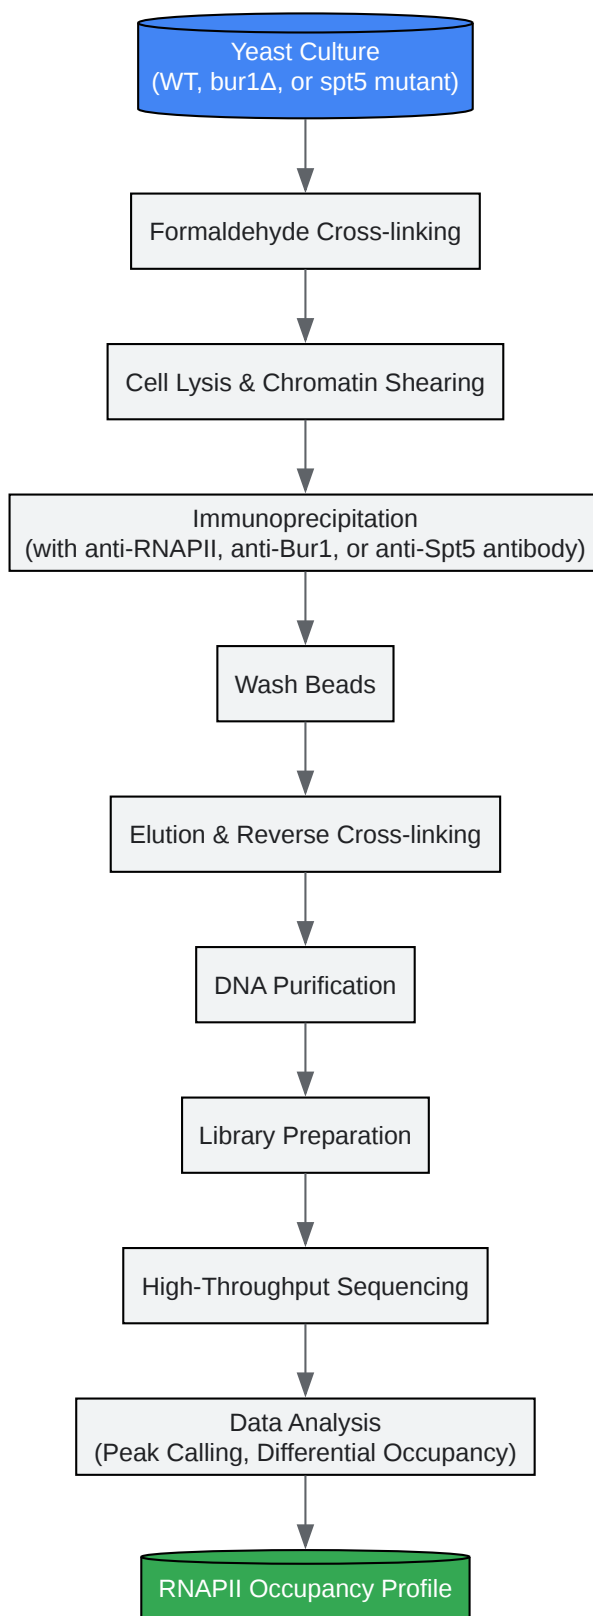 Yeast Culture
(WT, bur1Δ, or spt5 mutant)
Formaldehyde Cross-linking
Cell Lysis & Chromatin Shearing
Immunoprecipitation
(with anti-RNAPII, anti-Bur1, or anti-Spt5 antibody)
Wash Beads
Elution & Reverse Cross-linking
DNA Purification
Library Preparation
High-Throughput Sequencing
Data Analysis
(Peak Calling, Differential Occupancy)
RNAPII Occupancy Profile